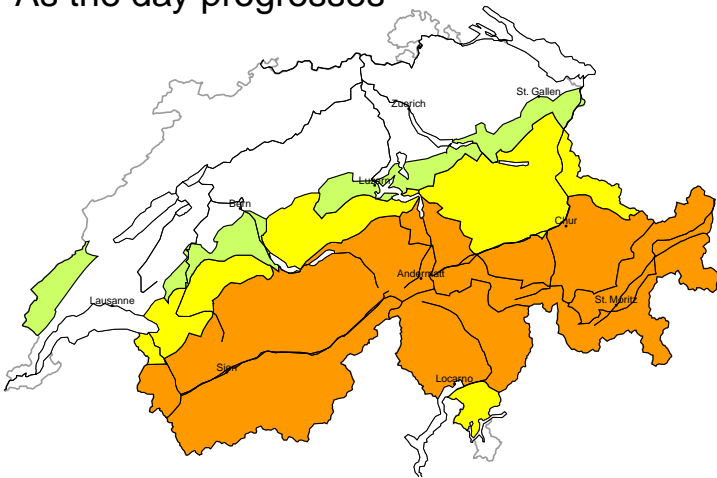 As the day progresses
St. Gallen
Zuerich
Luzern
Bern
Chur
Andermatt
Lausanne
St. Moritz
Sion
Locarno